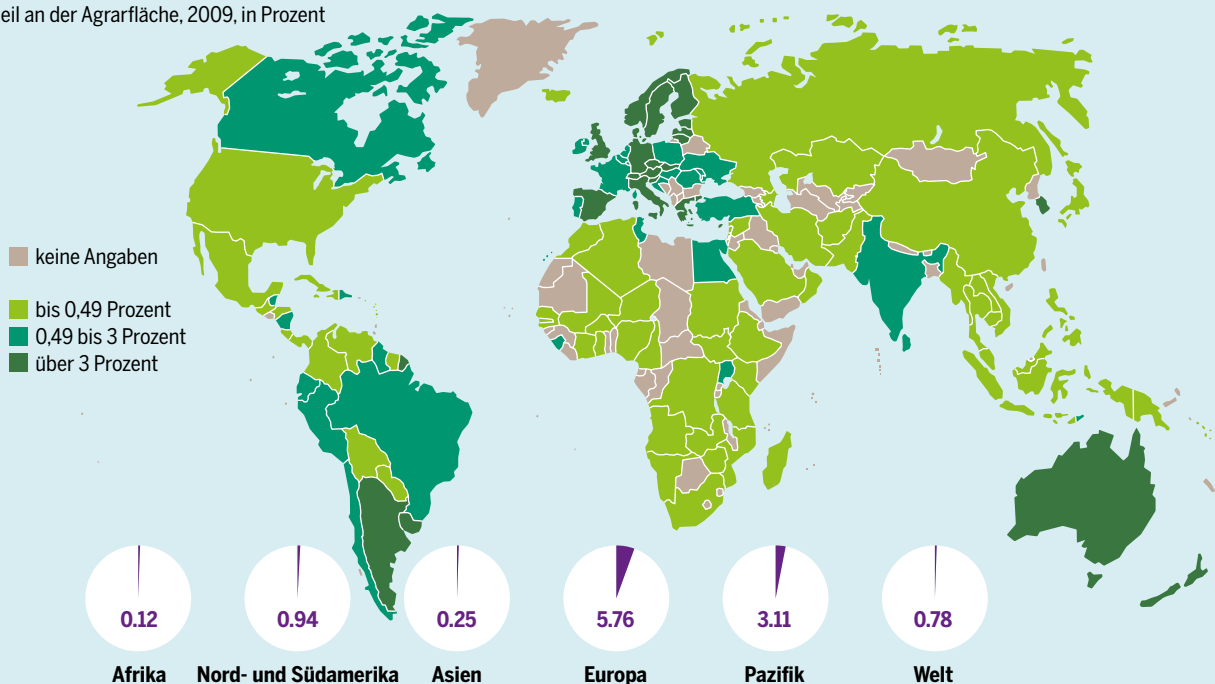 eil an der Agrarfläche, 2009, in Prozent
keine Angaben
bis 0,49 Prozent
0,49 bis 3 Prozent
über 3 Prozent
0.12
0.94
0.25
5.76
3.11
0.78
Afrika
Nord- und Südamerika
Asien
Europa
Pazifik
Welt